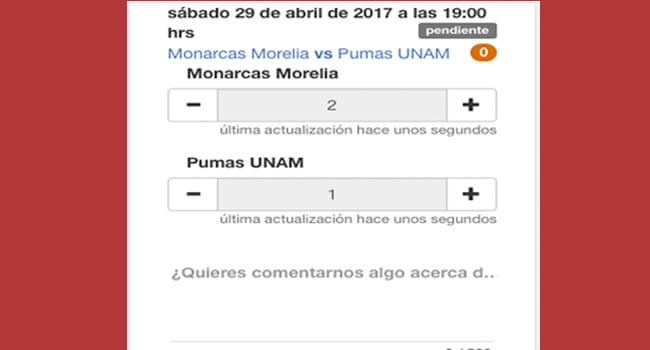 sábado 29 de abril de 2017 a las 19:00
hrs
pendiente
Monarcas Morelia vs Pumas UNAM 0
Monarcas Morelia
− 2 +
última actualización hace unos segundos
Pumas UNAM
− 1 +
última actualización hace unos segundos
¿Quieres comentarnos algo acerca d..